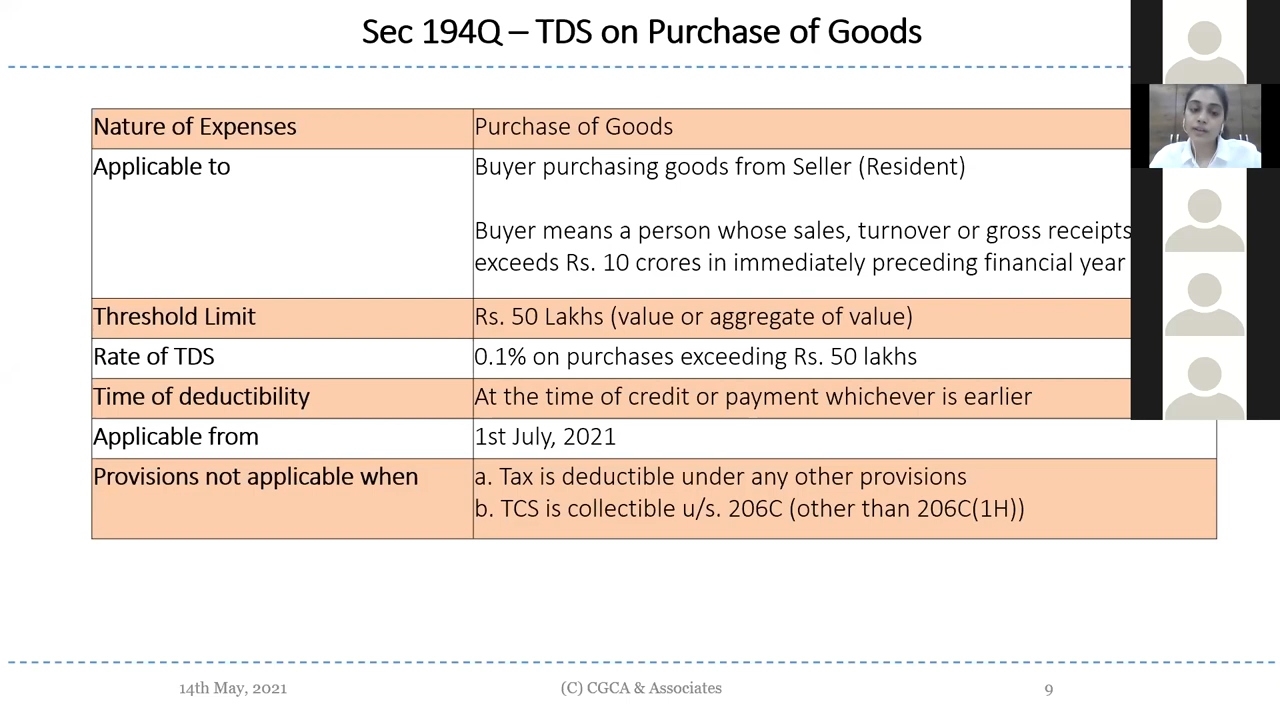 Sec 194Q – TDS on Purchase of Goods
Nature of Expenses
Purchase of Goods
Applicable to
Buyer purchasing goods from Seller (Resident)
Buyer means a person whose sales, turnover or gross receipts
exceeds Rs. 10 crores in immediately preceding financial year
Threshold Limit
Rs. 50 Lakhs (value or aggregate of value)
Rate of TDS
0.1% on purchases exceeding Rs. 50 lakhs
Time of deductibility
At the time of credit or payment whichever is earlier
Applicable from
1st July, 2021
Provisions not applicable when
a. Tax is deductible under any other provisions
b. TCS is collectible u/s. 206C (other than 206C(1H))
14th May, 2021
(C) CGCA & Associates
9